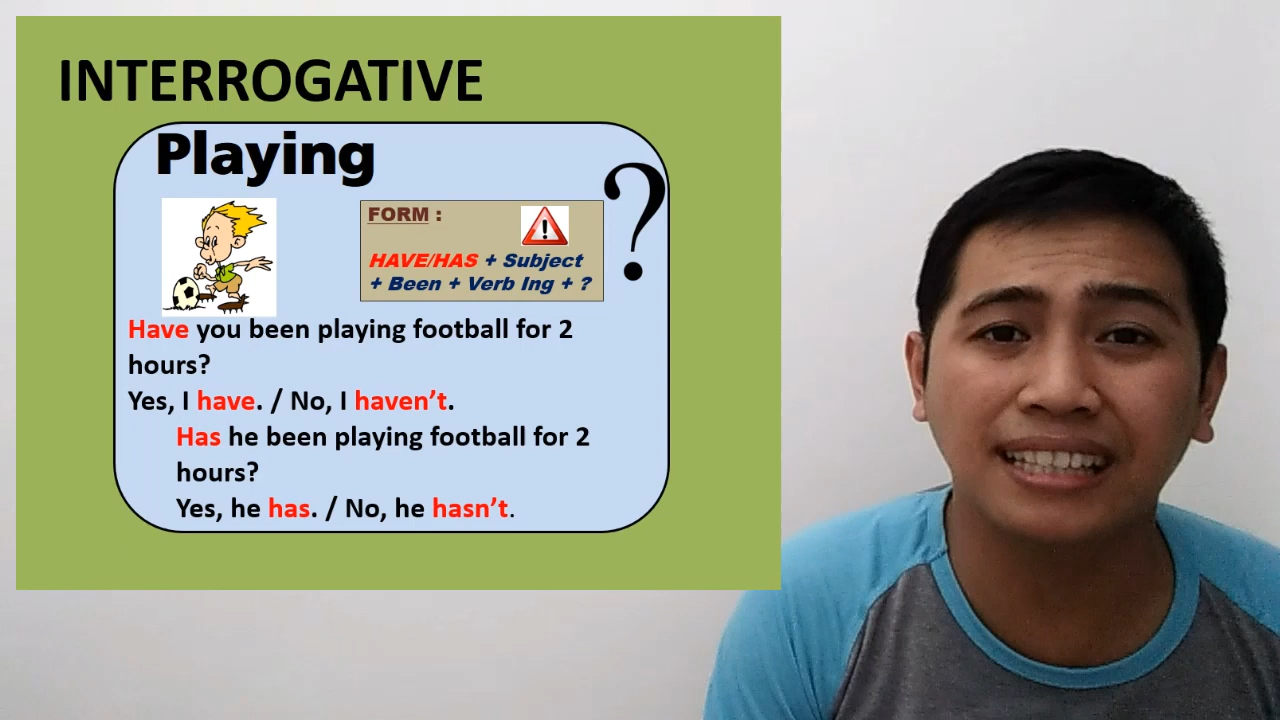 INTERROGATIVE
Playing
?
FORM :
HAVE/HAS + Subject
+ Been + Verb Ing + ?
Have you been playing football for 2
hours?
Yes, I have. / No, I haven’t.
Has he been playing football for 2
hours?
Yes, he has. / No, he hasn’t.